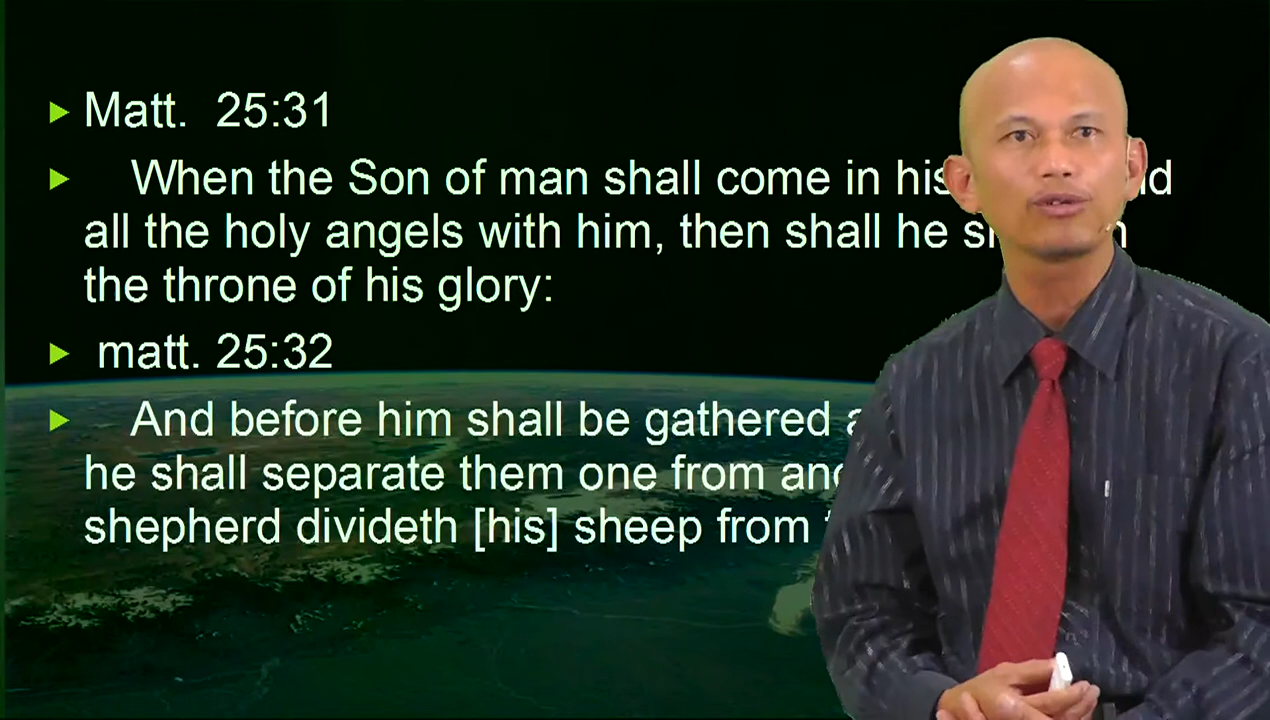 Matt. 25:31
When the Son of man shall come in his
all the holy angels with him, then shall he
the throne of his glory:
matt. 25:32
And before him shall be gathered
he shall separate them one from
shepherd divideth [his] sheep from